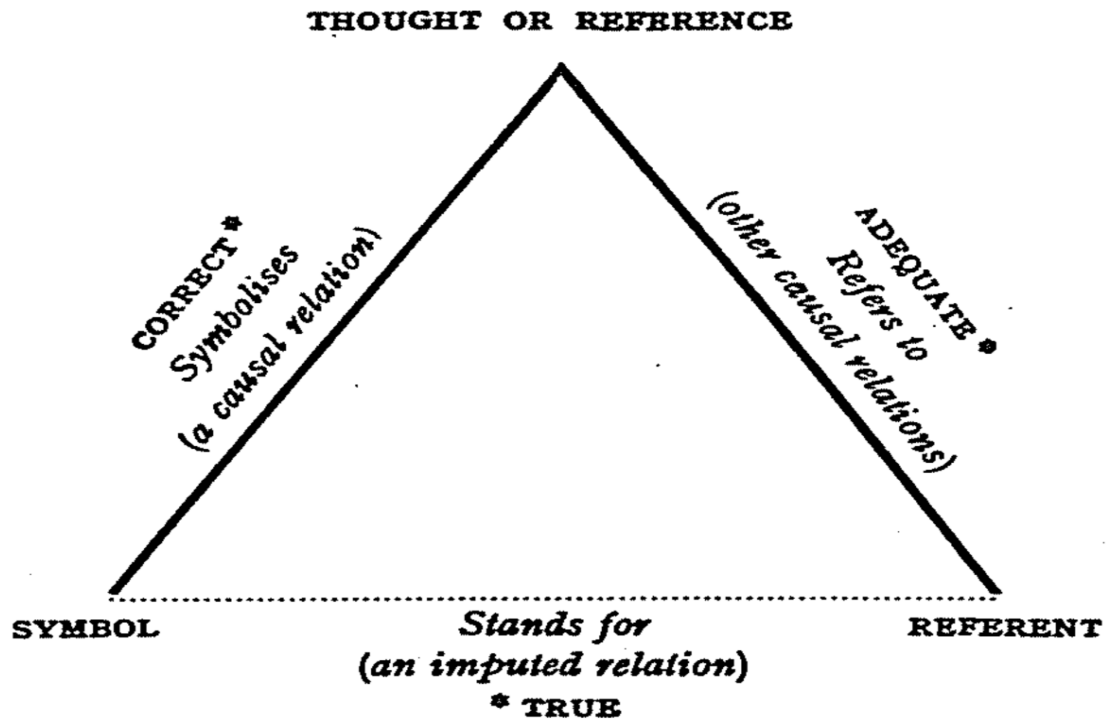 THOUGHT OR REFERENCE
CORRECT*
Symbolises
(a causal relation)
ADEQUATE*
Refers to
(other causal relations)
SYMBOL
Stands for
(an imputed relation)
* TRUE
REFERENT